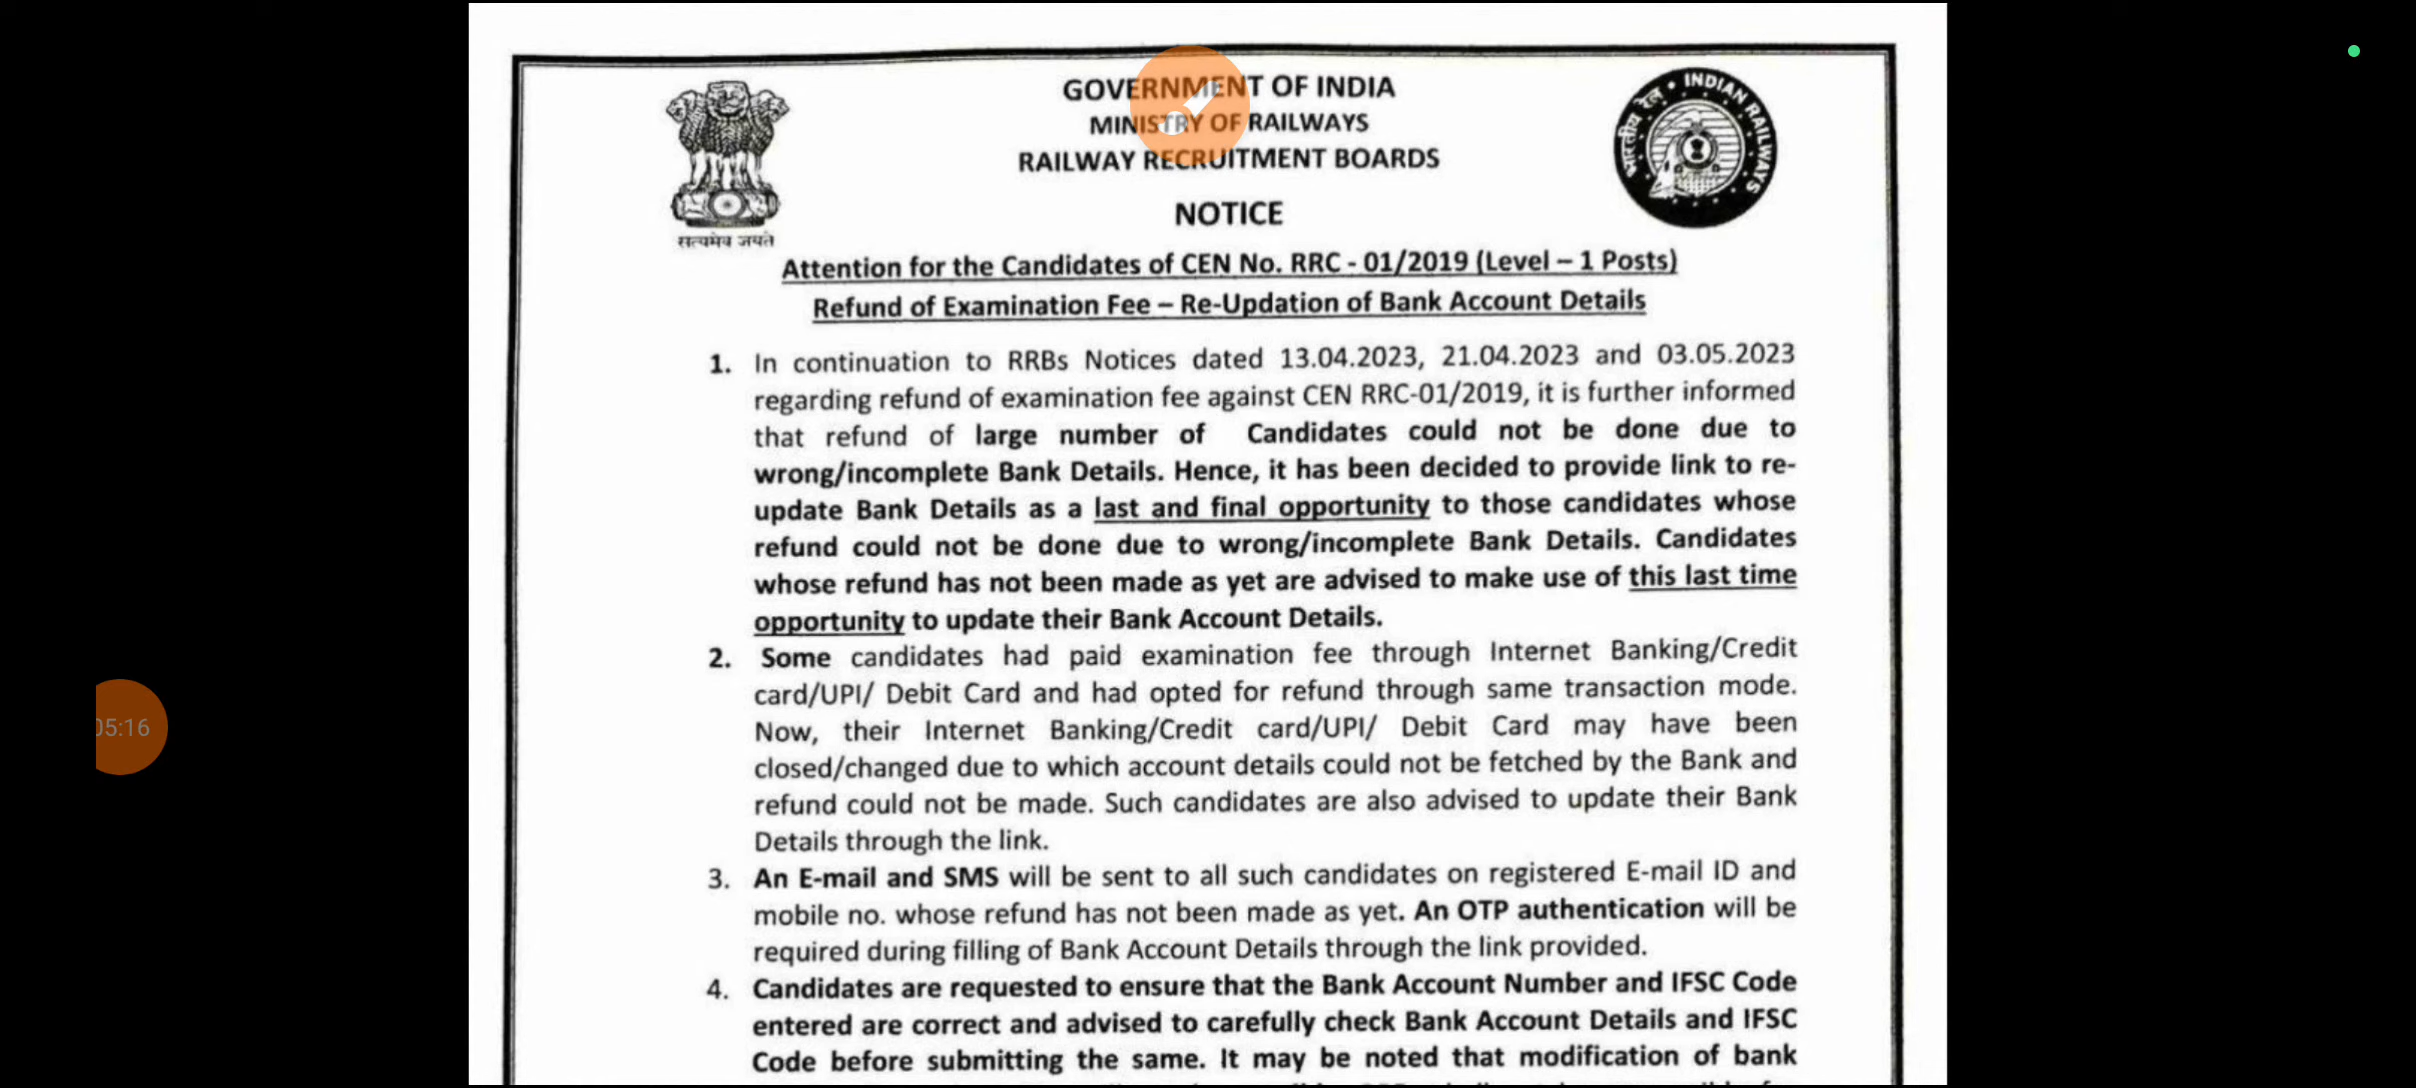 GOVERNMENT OF INDIA
MINISTRY OF RAILWAYS
RAILWAY RECRUITMENT BOARDS
NOTICE
सत्यमेव जयते
भारतीय रेल • INDIAN RAILWAYS
Attention for the Candidates of CEN No. RRC - 01/2019 (Level – 1 Posts)
Refund of Examination Fee – Re-Updation of Bank Account Details
1. In continuation to RRBs Notices dated 13.04.2023, 21.04.2023 and 03.05.2023
regarding refund of examination fee against CEN RRC-01/2019, it is further informed
that refund of large number of Candidates could not be done due to
wrong/incomplete Bank Details. Hence, it has been decided to provide link to re-
update Bank Details as a last and final opportunity to those candidates whose
refund could not be done due to wrong/incomplete Bank Details. Candidates
whose refund has not been made as yet are advised to make use of this last time
opportunity to update their Bank Account Details.
2. Some candidates had paid examination fee through Internet Banking/Credit
card/UPI/ Debit Card and had opted for refund through same transaction mode.
Now, their Internet Banking/Credit card/UPI/ Debit Card may have been
closed/changed due to which account details could not be fetched by the Bank and
refund could not be made. Such candidates are also advised to update their Bank
Details through the link.
3. An E-mail and SMS will be sent to all such candidates on registered E-mail ID and
mobile no. whose refund has not been made as yet. An OTP authentication will be
required during filling of Bank Account Details through the link provided.
4. Candidates are requested to ensure that the Bank Account Number and IFSC Code
entered are correct and advised to carefully check Bank Account Details and IFSC
Code before submitting the same. It may be noted that modification of bank
05:16